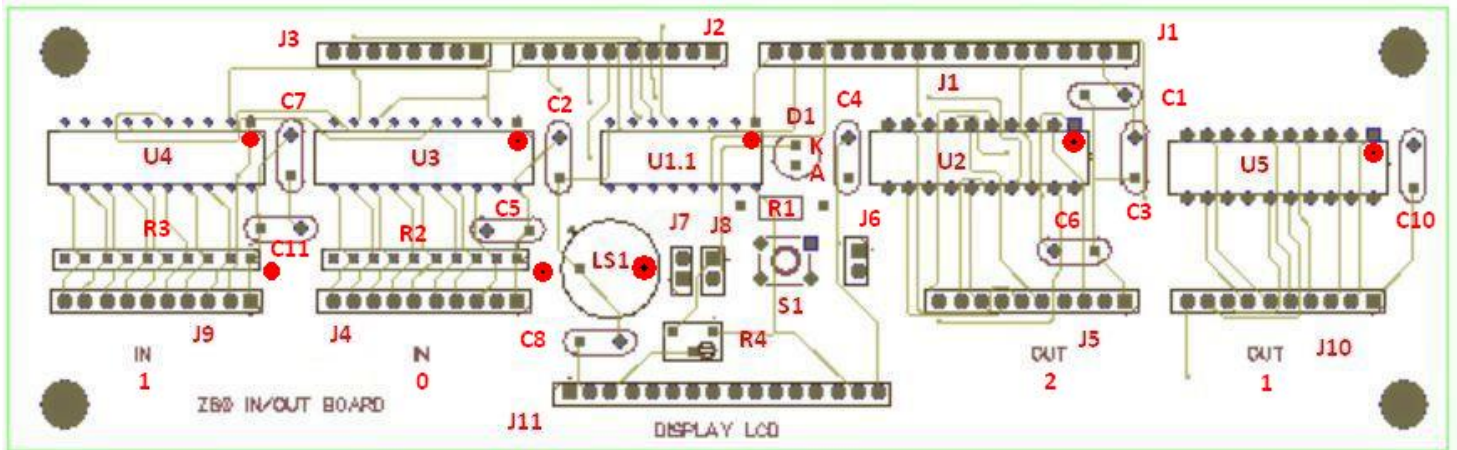 J3
J2
J1
J1
C7
C2
D1
C4
C1
K
A
U4
U3
U1.1
U2
U5
R1
C3
R3
C11
R2
C5
J7
J8
J6
C6
C10
LS1
S1
J9
J4
C8
R4
J5
J10
IN
1
IN
0
OUT
2
OUT
1
Z80 IN/OUT BOARD
J11
DISPLAY LCD